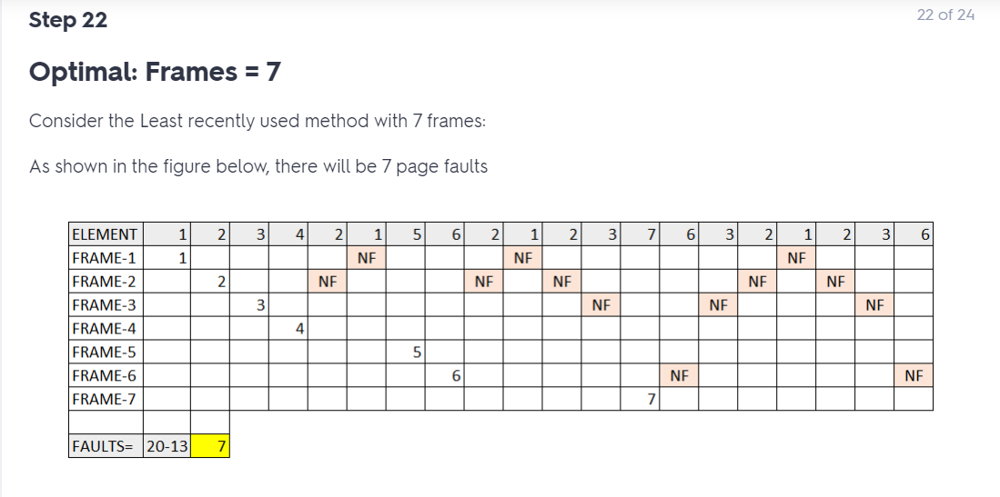 Step 22
22 of 24
Optimal: Frames = 7
Consider the Least recently used method with 7 frames:
As shown in the figure below, there will be 7 page faults
ELEMENT 1 2 3 4 2 1 5 6 2 1 2 3 7 6 3 2 1 2 3 6
FRAME-1 1 NF NF NF
FRAME-2 2 NF NF NF NF NF
FRAME-3 3 NF NF NF
FRAME-4 4
FRAME-5 5
FRAME-6 6 NF NF
FRAME-7 7
FAULTS= 20-13 7